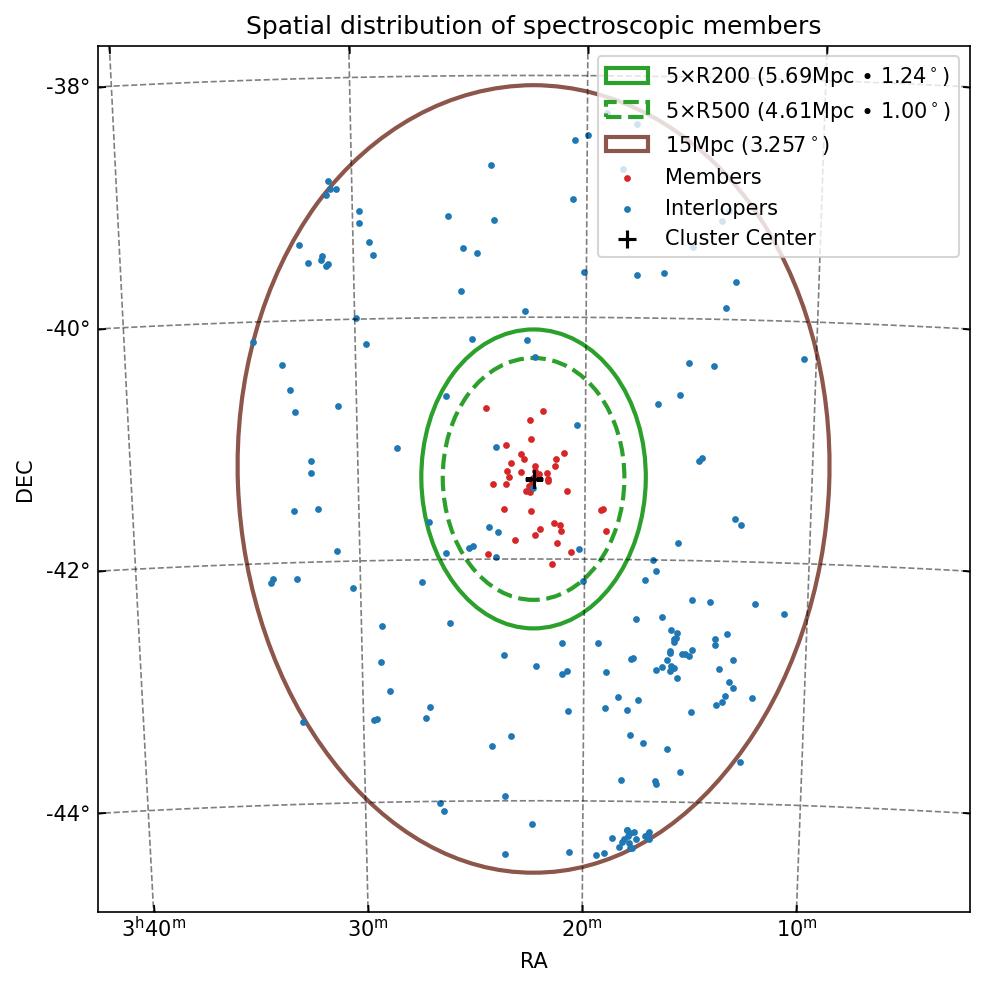 Spatial distribution of spectroscopic members
5×R200 (5.69Mpc • 1.24°)
5×R500 (4.61Mpc • 1.00°)
15Mpc (3.257°)
Members
Interlopers
Cluster Center
-38°
-40°
-42°
-44°
DEC
3ʰ40ᵐ 30ᵐ 20ᵐ 10ᵐ
RA